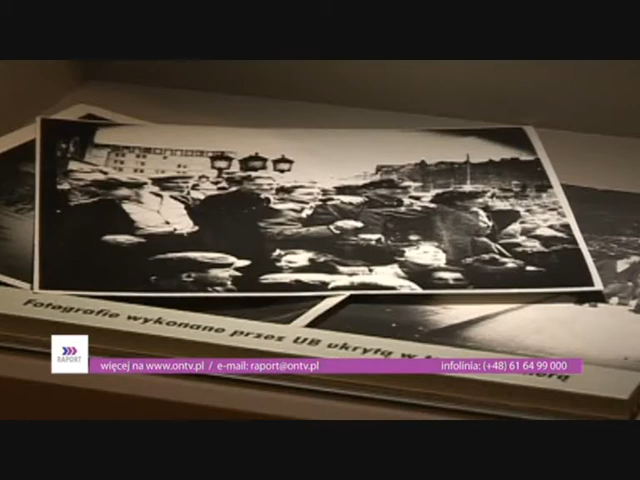 Fotografie wykonane przez UB ukrytą w
RAPORT
więcej na www.ontv.pl / e-mail: raport@ontv.pl
infolinia: (+48) 61 64 99 000